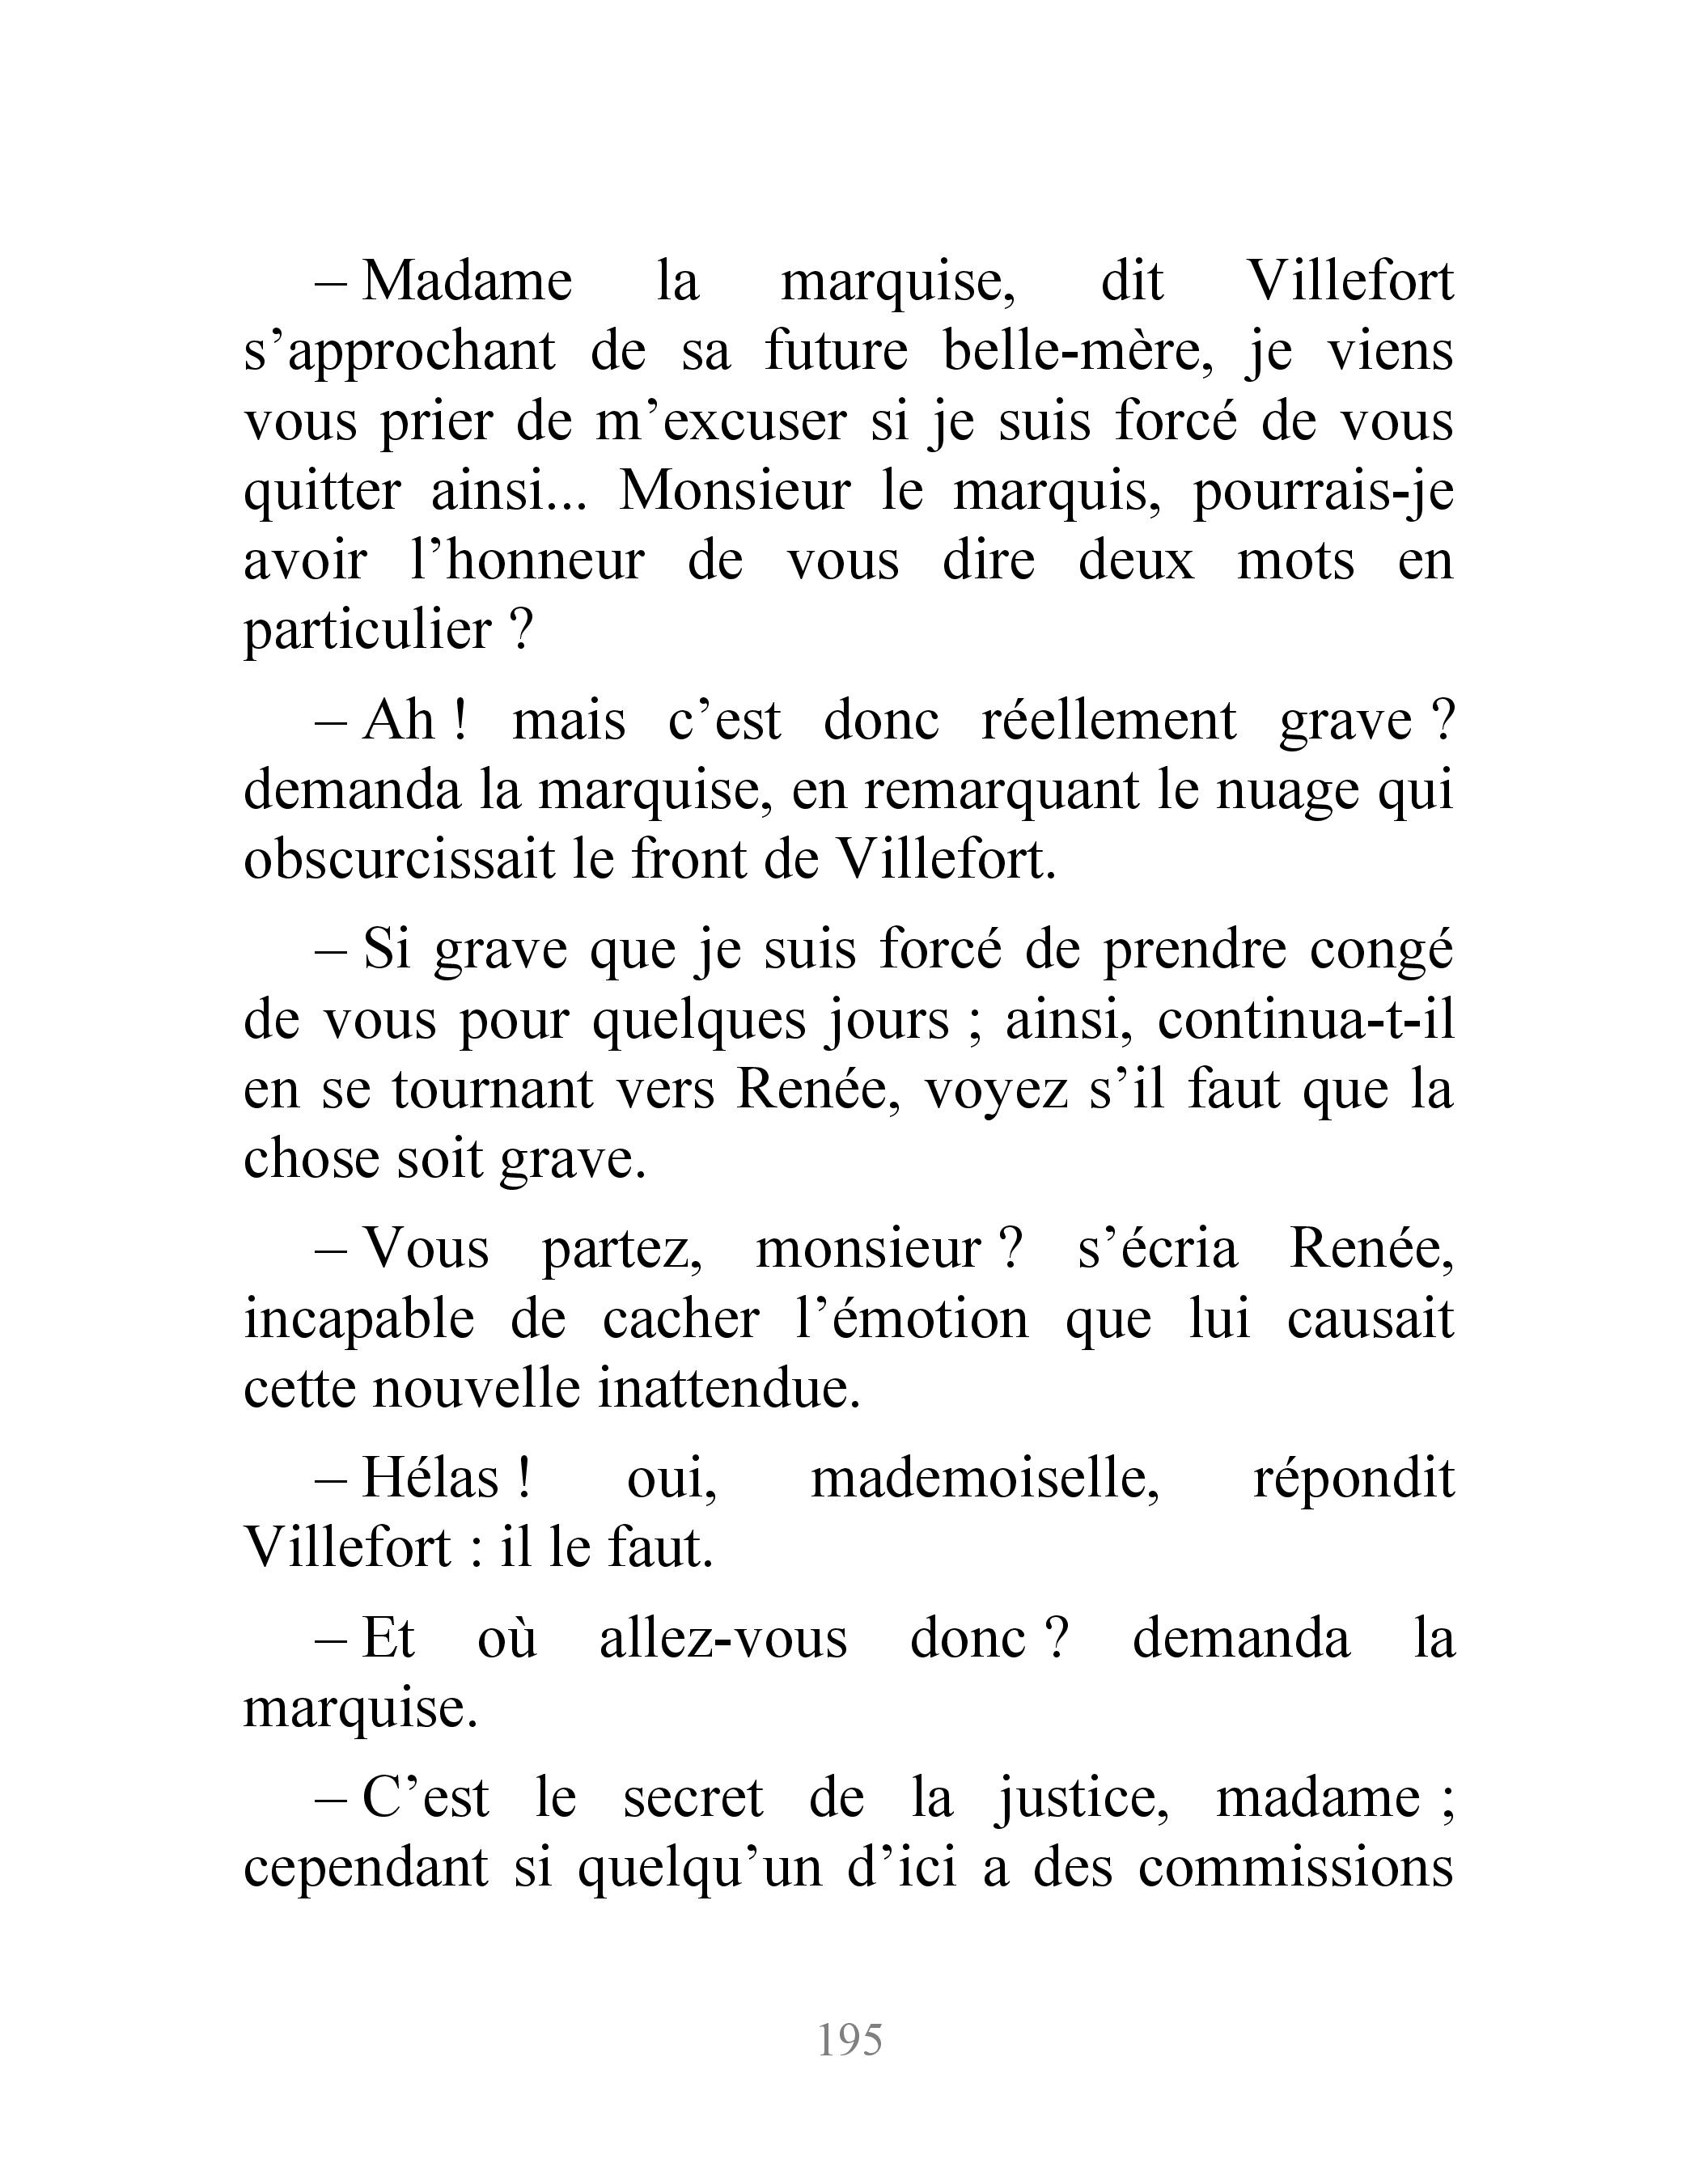 – Madame la marquise, dit Villefort
s’approchant de sa future belle-mère, je viens
vous prier de m’excuser si je suis forcé de vous
quitter ainsi... Monsieur le marquis, pourrais-je
avoir l’honneur de vous dire deux mots en
particulier ?
– Ah ! mais c’est donc réellement grave ?
demanda la marquise, en remarquant le nuage qui
obscurcissait le front de Villefort.
– Si grave que je suis forcé de prendre congé
de vous pour quelques jours ; ainsi, continua-t-il
en se tournant vers Renée, voyez s’il faut que la
chose soit grave.
– Vous partez, monsieur ? s’écria Renée,
incapable de cacher l’émotion que lui causait
cette nouvelle inattendue.
– Hélas ! oui, mademoiselle, répondit
Villefort : il le faut.
– Et où allez-vous donc ? demanda la
marquise.
– C’est le secret de la justice, madame ;
cependant si quelqu’un d’ici a des commissions
195